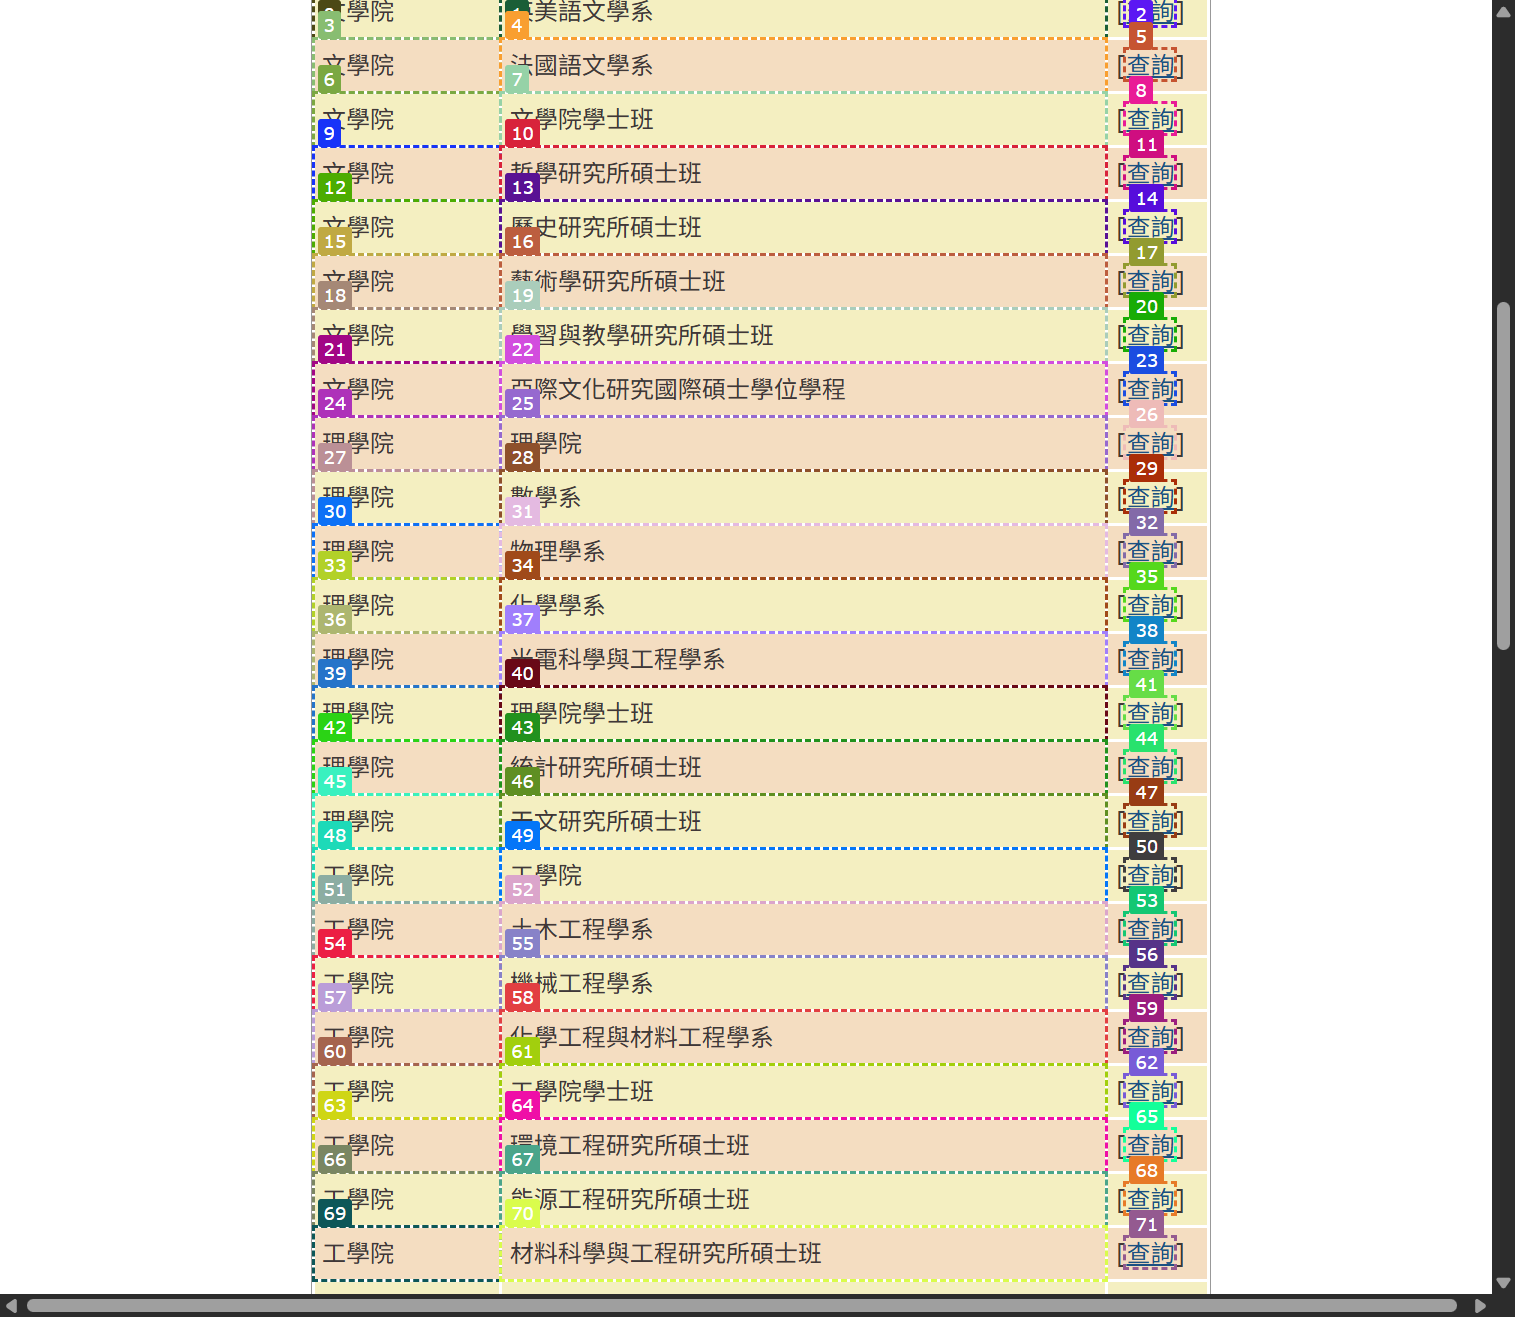 文學院 英美語文學系 [查詢]
文學院 法國語文學系 [查詢]
文學院 文學院學士班 [查詢]
文學院 哲學研究所碩士班 [查詢]
文學院 歷史研究所碩士班 [查詢]
文學院 藝術學研究所碩士班 [查詢]
文學院 學習與教學研究所碩士班 [查詢]
文學院 亞際文化研究國際碩士學位學程 [查詢]
理學院 理學院 [查詢]
理學院 數學系 [查詢]
理學院 物理學系 [查詢]
理學院 化學學系 [查詢]
理學院 光電科學與工程學系 [查詢]
理學院 理學院學士班 [查詢]
理學院 統計研究所碩士班 [查詢]
理學院 天文研究所碩士班 [查詢]
工學院 工學院 [查詢]
工學院 土木工程學系 [查詢]
工學院 機械工程學系 [查詢]
工學院 化學工程與材料工程學系 [查詢]
工學院 工學院學士班 [查詢]
工學院 環境工程研究所碩士班 [查詢]
工學院 能源工程研究所碩士班 [查詢]
工學院 材料科學與工程研究所碩士班 [查詢]
2
3
4
5
6
7
8
9
10
11
12
13
14
15
16
17
18
19
20
21
22
23
24
25
26
27
28
29
30
31
32
33
34
35
36
37
38
39
40
41
42
43
44
45
46
47
48
49
50
51
52
53
54
55
56
57
58
59
60
61
62
63
64
65
66
67
68
69
70
71